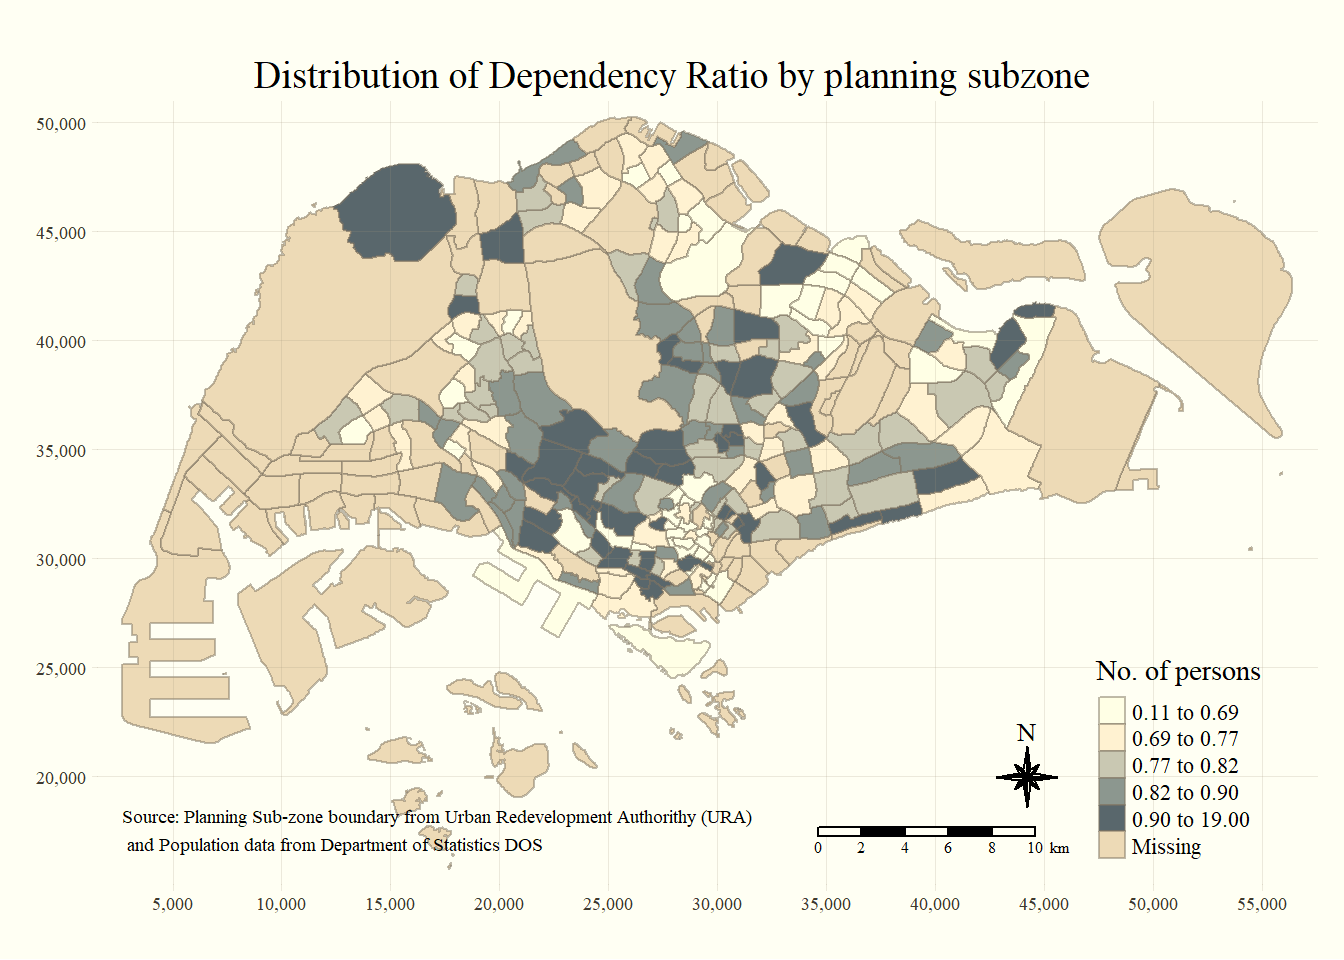 Distribution of Dependency Ratio by planning subzone
50,000
45,000
40,000
35,000
30,000
25,000
20,000
No. of persons
0.11 to 0.69
0.69 to 0.77
0.77 to 0.82
0.82 to 0.90
0.90 to 19.00
Missing
N
Source: Planning Sub-zone boundary from Urban Redevelopment Authorithy (URA)
and Population data from Department of Statistics DOS
0 2 4 6 8 10 km
5,000 10,000 15,000 20,000 25,000 30,000 35,000 40,000 45,000 50,000 55,000